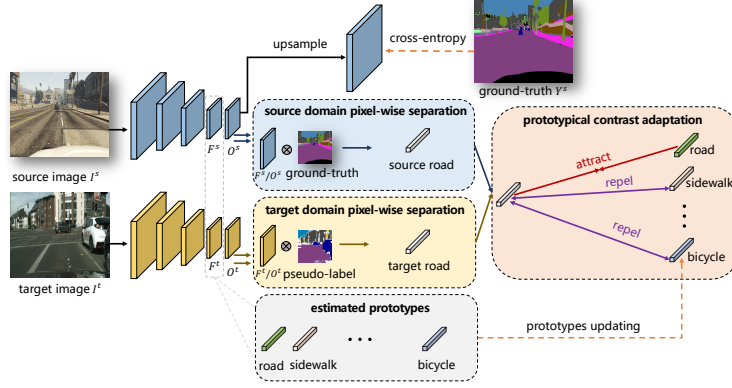 upsample
cross-entropy
ground-truth Y^s
source image I^s
F^s
O^s
source domain pixel-wise separation
F^s/O^s
ground-truth
source road
prototypical contrast adaptation
attract
road
repel
sidewalk
repel
bicycle
target image I^t
F^t
O^t
target domain pixel-wise separation
F^t/O^t
pseudo-label
target road
estimated prototypes
road
sidewalk
bicycle
prototypes updating